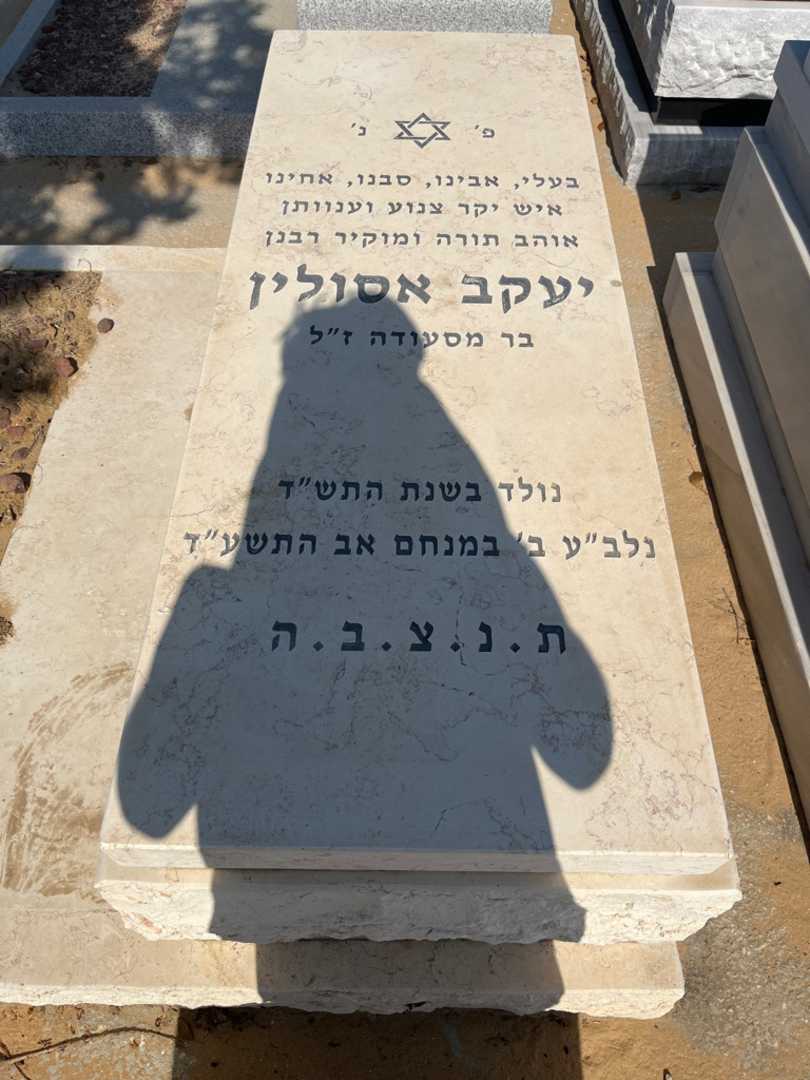 פ' נ'
בעלי, אבינו, סבנו, אחינו
איש יקר צנוע וענוותן
אוהב תורה ומוקיר רבנן
יעקב אסולין
בר מסעודה ז"ל
נולד בשנת התש"ד
נלב"ע ב' במנחם אב התשע"ד
ת.נ.צ.ב.ה